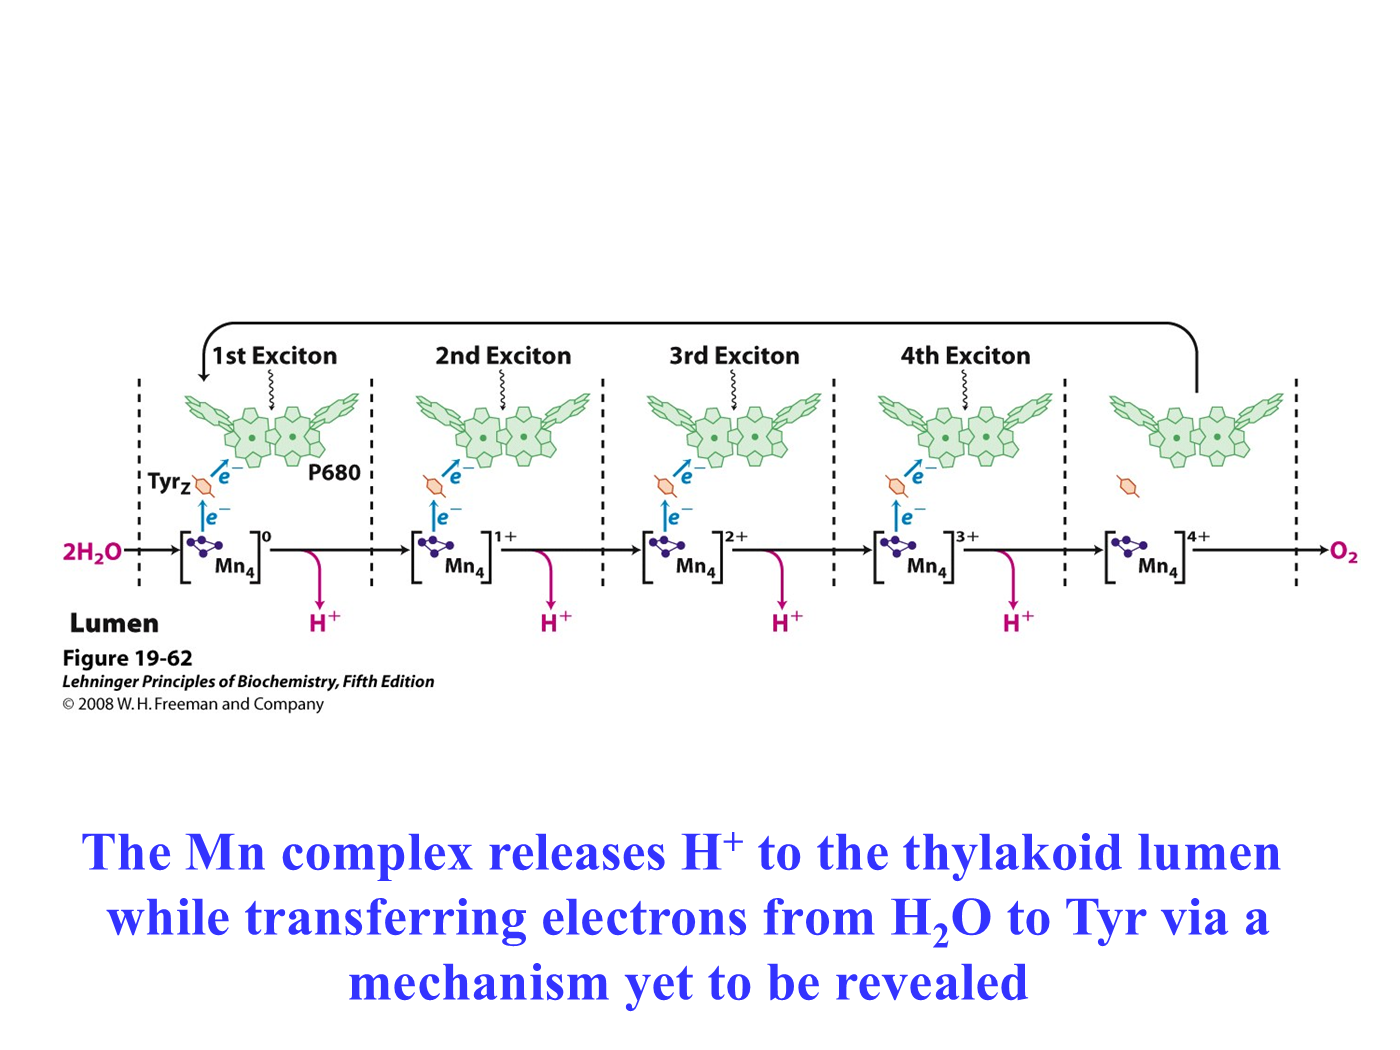 1st Exciton 2nd Exciton 3rd Exciton 4th Exciton
P680
Tyr_Z e⁻ e⁻ e⁻ e⁻
e⁻ e⁻ e⁻ e⁻
2H₂O [Mn₄]⁰ [Mn₄]¹⁺ [Mn₄]²⁺ [Mn₄]³⁺ [Mn₄]⁴⁺ O₂
H⁺ H⁺ H⁺ H⁺
Lumen
Figure 19-62
Lehninger Principles of Biochemistry, Fifth Edition
© 2008 W. H. Freeman and Company
The Mn complex releases H⁺ to the thylakoid lumen
while transferring electrons from H₂O to Tyr via a
mechanism yet to be revealed